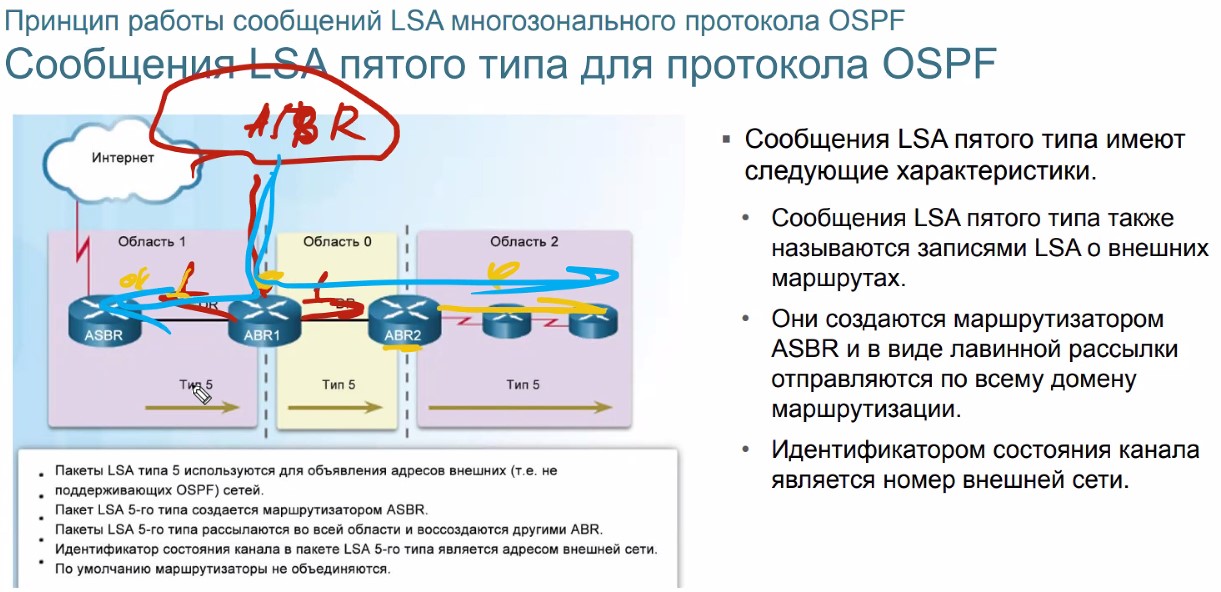 Принцип работы сообщений LSA многозонального протокола OSPF
Сообщения LSA пятого типа для протокола OSPF
ASBR
Интернет
Область 1
Область 0
Область 2
ASBR
ABR1
ABR2
Тип 5
Тип 5
Тип 5
Пакеты LSA типа 5 используются для объявления адресов внешних (т.е. не
поддерживающих OSPF) сетей.
Пакет LSA 5-го типа создается маршрутизатором ASBR.
Пакеты LSA 5-го типа рассылаются во всей области и воссоздаются другими ABR.
Идентификатор состояния канала в пакете LSA 5-го типа является адресом внешней сети.
По умолчанию маршрутизаторы не объединяются.
Сообщения LSA пятого типа имеют
следующие характеристики.
Сообщения LSA пятого типа также
называются записями LSA о внешних
маршрутах.
Они создаются маршрутизатором
ASBR и в виде лавинной рассылки
отправляются по всему домену
маршрутизации.
Идентификатором состояния канала
является номер внешней сети.